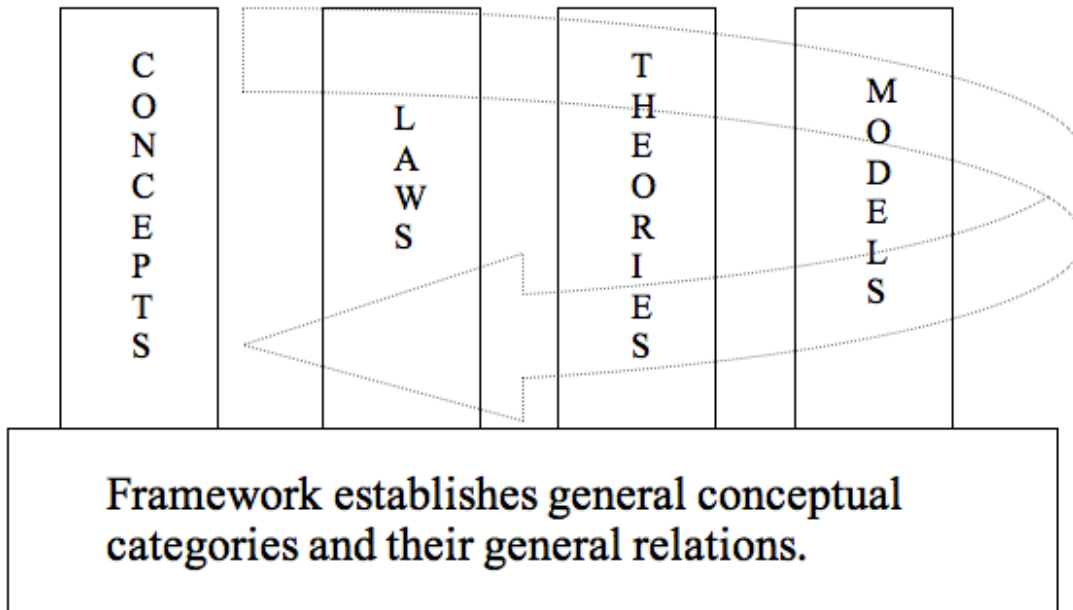 CONCEPTS
LAWS
THEORIES
MODELS
Framework establishes general conceptual
categories and their general relations.